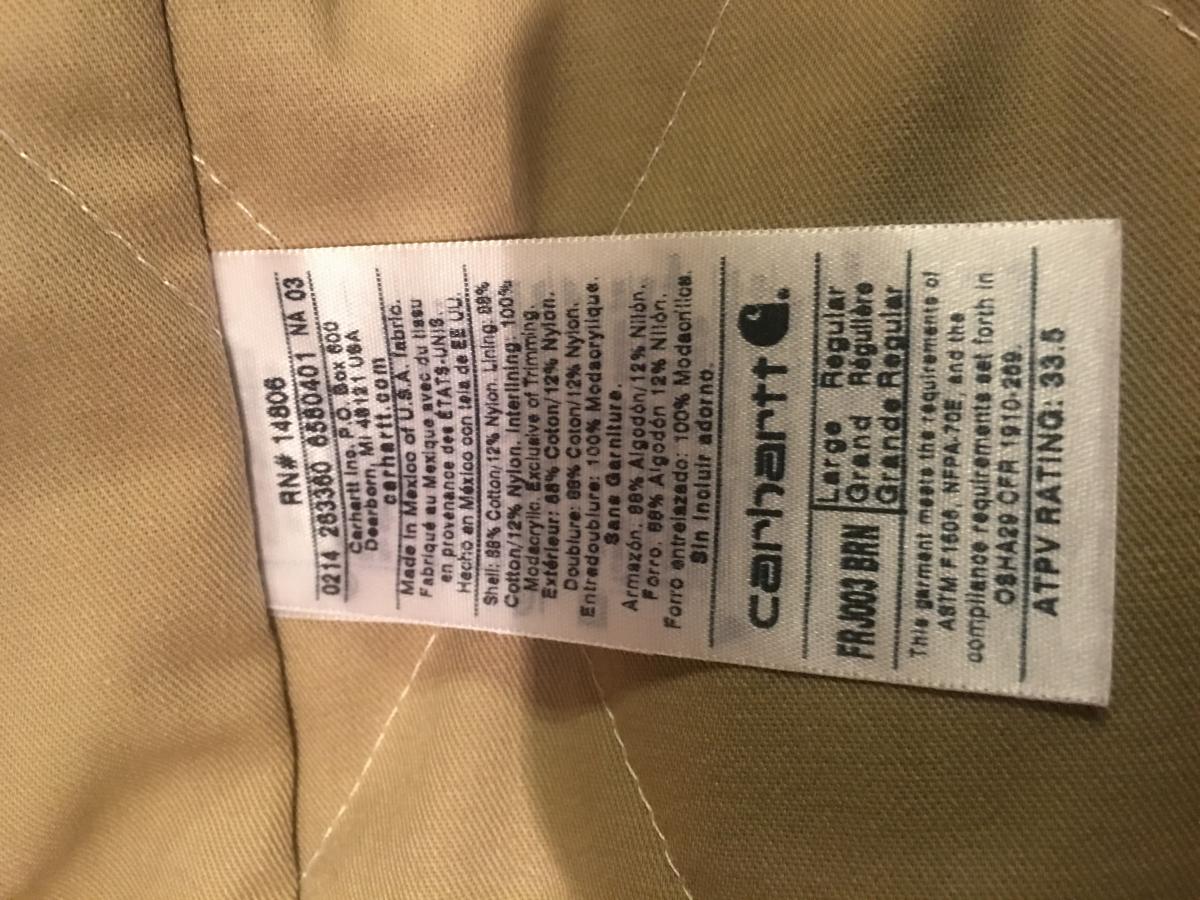 RN# 14806
0214 263360 6580401 NA 03
Carhartt Inc. P.O. Box 600
Dearborn, MI 48121 USA
carhartt.com
Made in Mexico of U.S.A. fabric.
Fabriqué au Mexique avec du tissu
en provenance des ÉTATS-UNIS.
Hecho en México con tela de EE UU.
Shell: 88% Cotton/12% Nylon. Lining: 88%
Cotton/12% Nylon. Interlining: 100%
Modacrylic. Exclusive of Trimming.
Extérieur: 88% Coton/12% Nylon.
Doublure: 88% Coton/12% Nylon.
Entredoublure: 100% Modacrylique.
Sans Garniture.
Armazón. 88% Algodón/12% Nilón.
Forro. 88% Algodón 12% Nilón.
Forro entrelazado: 100% Modacrílica.
Sin incluir adorno.
carhartt
FRJ003 BRN
Large Regular
Grand Régulière
Grande Regular
This garment meets the requirements of
ASTM F1506, NFPA-70E, and the
compliance requirements set forth in
OSHA29 CFR 1910-269.
ATPV RATING: 33.5